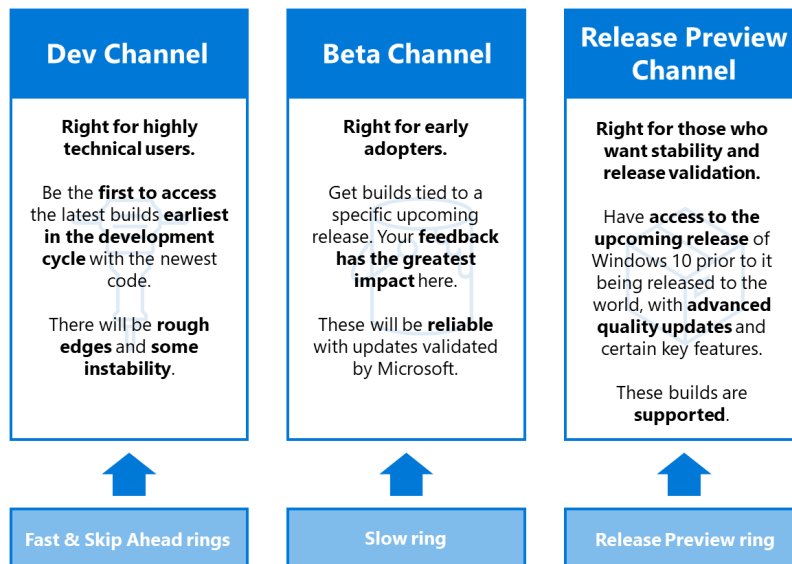 Dev Channel
Right for highly
technical users.
Be the first to access
the latest builds earliest
in the development
cycle with the newest
code.
There will be rough
edges and some
instability.
Fast & Skip Ahead rings
Beta Channel
Right for early
adopters.
Get builds tied to a
specific upcoming
release. Your feedback
has the greatest
impact here.
These will be reliable
with updates validated
by Microsoft.
Slow ring
Release Preview
Channel
Right for those who
want stability and
release validation.
Have access to the
upcoming release of
Windows 10 prior to it
being released to the
world, with advanced
quality updates and
certain key features.
These builds are
supported.
Release Preview ring